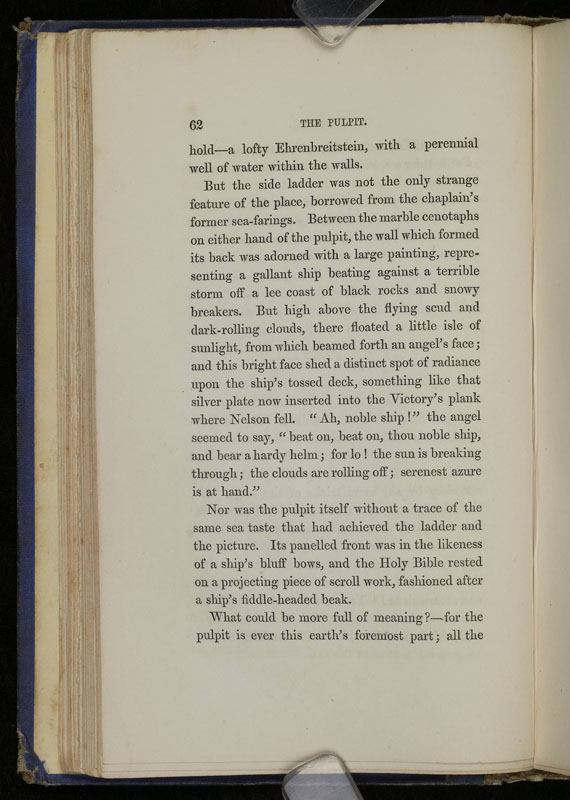 62 THE PULPIT.
hold—a lofty Ehrenbreitstein, with a perennial
well of water within the walls.
But the side ladder was not the only strange
feature of the place, borrowed from the chaplain's
former sea-farings. Between the marble cenotaphs
on either hand of the pulpit, the wall which formed
its back was adorned with a large painting, repre-
senting a gallant ship beating against a terrible
storm off a lee coast of black rocks and snowy
breakers. But high above the flying scud and
dark-rolling clouds, there floated a little isle of
sunlight, from which beamed forth an angel's face;
and this bright face shed a distinct spot of radiance
upon the ship's tossed deck, something like that
silver plate now inserted into the Victory's plank
where Nelson fell. "Ah, noble ship!" the angel
seemed to say, "beat on, beat on, thou noble ship,
and bear a hardy helm; for lo! the sun is breaking
through; the clouds are rolling off; serenest azure
is at hand."
Nor was the pulpit itself without a trace of the
same sea taste that had achieved the ladder and
the picture. Its panelled front was in the likeness
of a ship's bluff bows, and the Holy Bible rested
on a projecting piece of scroll work, fashioned after
a ship's fiddle-headed beak.
What could be more full of meaning?—for the
pulpit is ever this earth's foremost part; all the